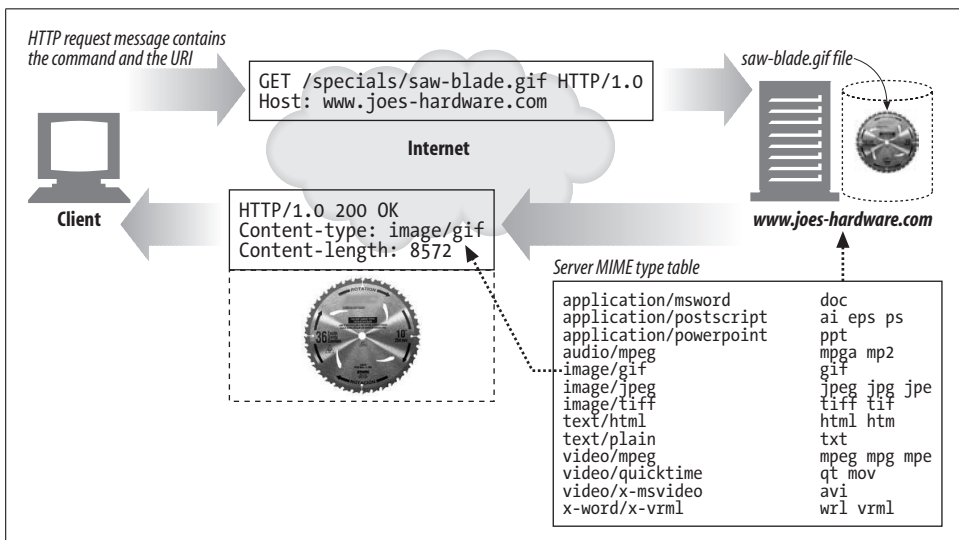 HTTP request message contains
the command and the URI
GET /specials/saw-blade.gif HTTP/1.0
Host: www.joes-hardware.com
saw-blade.gif file
Internet
Client
HTTP/1.0 200 OK
Content-type: image/gif
Content-length: 8572
www.joes-hardware.com
ROTATION
36
10"
ROTATION
Server MIME type table
application/msword doc
application/postscript ai eps ps
application/powerpoint ppt
audio/mpeg mpga mp2
image/gif gif
image/jpeg jpeg jpg jpe
image/tiff tiff tif
text/html html htm
text/plain txt
video/mpeg mpeg mpg mpe
video/quicktime qt mov
video/x-msvideo avi
x-word/x-vrml wrl vrml